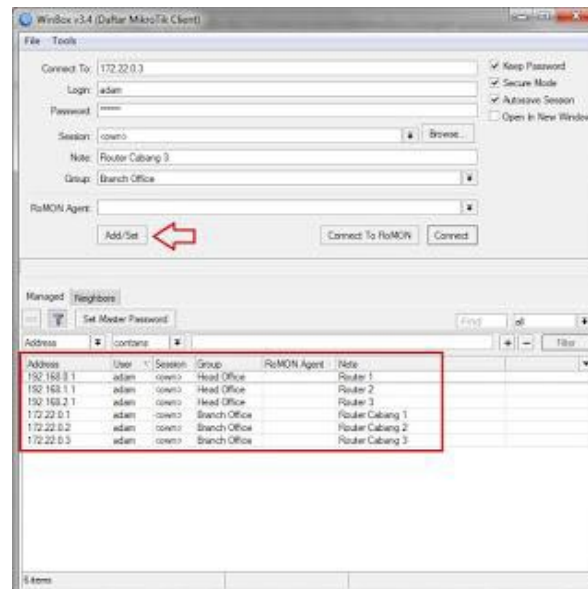 WinBox v3.4 (Daftar MikroTik Client)
File Tools
Connect To: 172.22.0.3
Keep Password
Login: adam
Secure Mode
Password: *****
Autosave Session
Open In New Window
Session: <own> Browse...
Note: Router Cabang 3
Group: Branch Office
RoMON Agent:
Add/Set Connect To RoMON Connect
Managed Neighbors
Set Master Password Find all
Address contains + - Filter
Address User Session Group RoMON Agent Note
192.168.0.1 adam <own> Head Office Router 1
192.168.1.1 adam <own> Head Office Router 2
192.168.2.1 adam <own> Head Office Router 3
172.22.0.1 adam <own> Branch Office Router Cabang 1
172.22.0.2 adam <own> Branch Office Router Cabang 2
172.22.0.3 adam <own> Branch Office Router Cabang 3
6 items